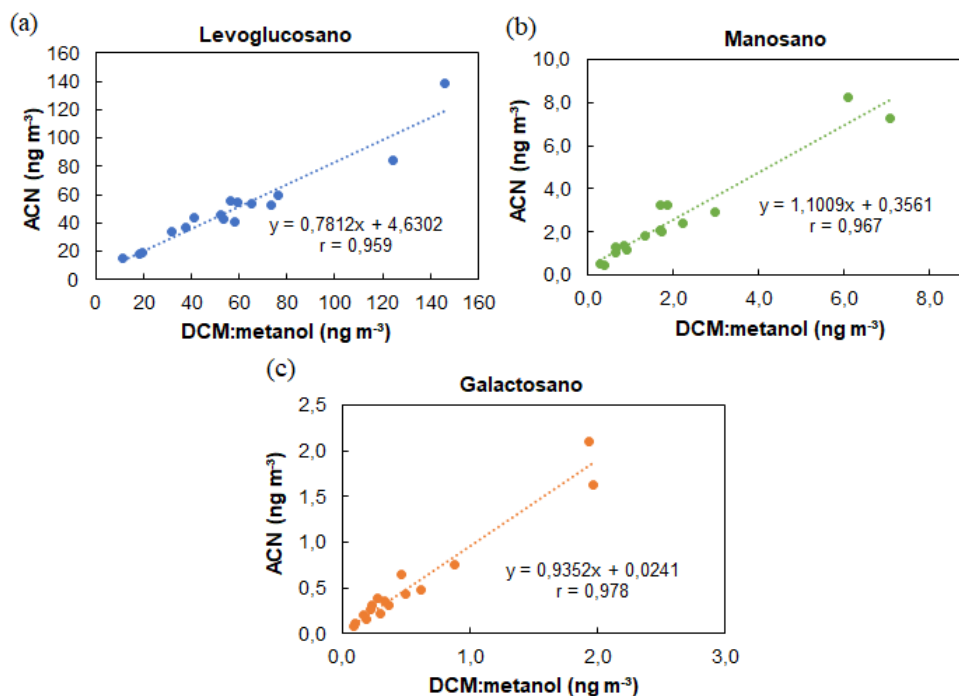 (a)
Levoglucosano
160
140
120
100
80
60
40
20
0
ACN (ng m⁻³)
y = 0,7812x + 4,6302
r = 0,959
0 20 40 60 80 100 120 140 160
DCM:metanol (ng m⁻³)
(b)
Manosano
10,0
8,0
6,0
4,0
2,0
0,0
ACN (ng m⁻³)
y = 1,1009x + 0,3561
r = 0,967
0,0 2,0 4,0 6,0 8
DCM:metanol (ng m⁻³)
(c)
Galactosano
2,5
2,0
1,5
1,0
0,5
0,0
ACN (ng m⁻³)
y = 0,9352x + 0,0241
r = 0,978
0,0 1,0 2,0 3,0
DCM:metanol (ng m⁻³)